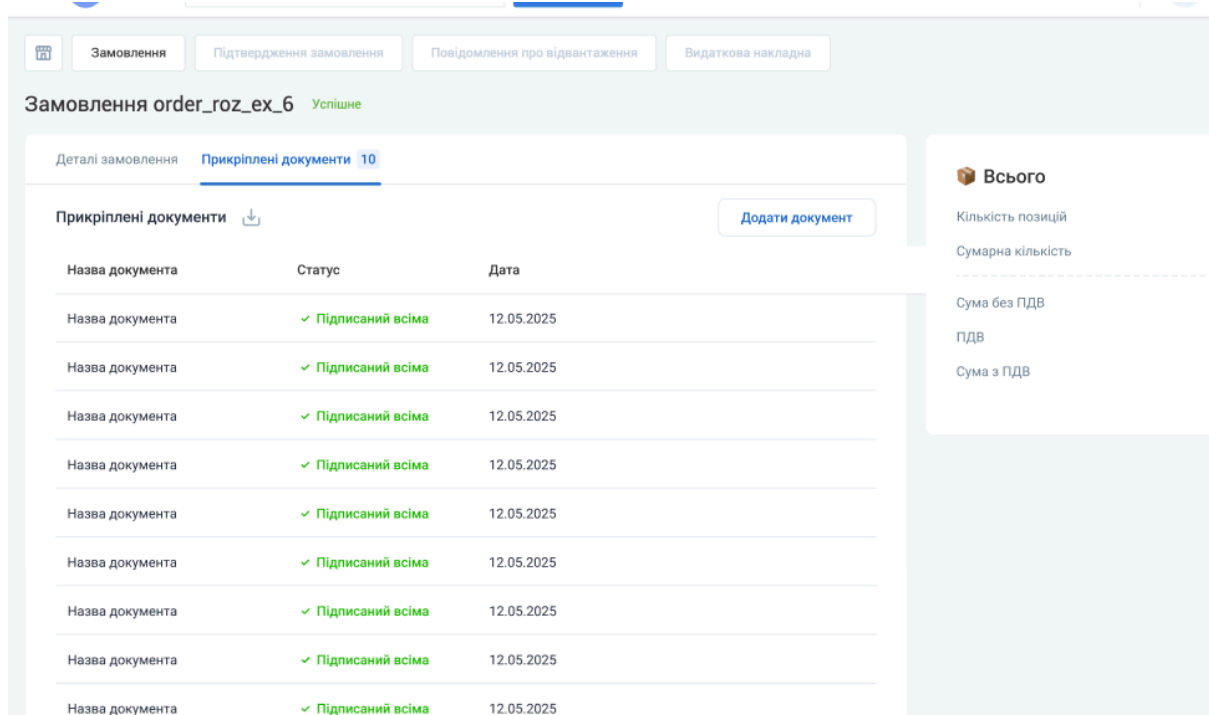 Замовлення Підтвердження замовлення Повідомлення про відвантаження Видаткова накладна
Замовлення order_roz_ex_6 Успішне
Деталі замовлення Прикріплені документи 10
Прикріплені документи Додати документ
Назва документа Статус Дата
Назва документа Підписаний всіма 12.05.2025
Назва документа Підписаний всіма 12.05.2025
Назва документа Підписаний всіма 12.05.2025
Назва документа Підписаний всіма 12.05.2025
Назва документа Підписаний всіма 12.05.2025
Назва документа Підписаний всіма 12.05.2025
Назва документа Підписаний всіма 12.05.2025
Назва документа Підписаний всіма 12.05.2025
Назва документа Підписаний всіма 12.05.2025
Всього
Кількість позицій
Сумарна кількість
Сума без ПДВ
ПДВ
Сума з ПДВ